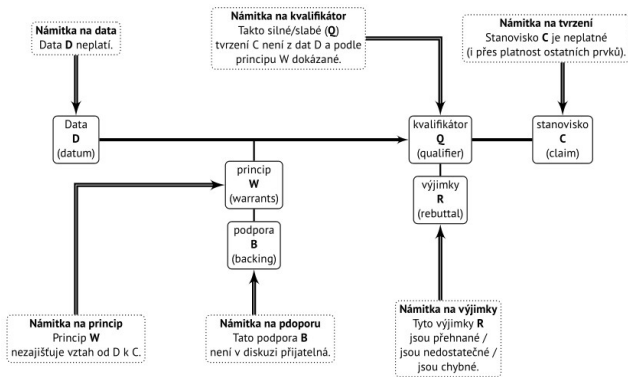 Námitka na data
Data D neplatí.
Námitka na kvalifikátor
Takto silné/slabé (Q)
tvrzení C není z dat D a podle
principu W dokázané.
Námitka na tvrzení
Stanovisko C je neplatné
(i přes platnost ostatních prvků).
Data
D
(datum)
kvalifikátor
Q
(qualifier)
stanovisko
C
(claim)
princip
W
(warrants)
výjimky
R
(rebuttal)
podpora
B
(backing)
Námitka na princip
Princip W
nezajišťuje vztah od D k C.
Námitka na pdoporu
Tato podpora B
není v diskuzi přijatelná.
Námitka na výjimky
Tyto výjimky R
jsou přehnané /
jsou nedostatečné /
jsou chybné.